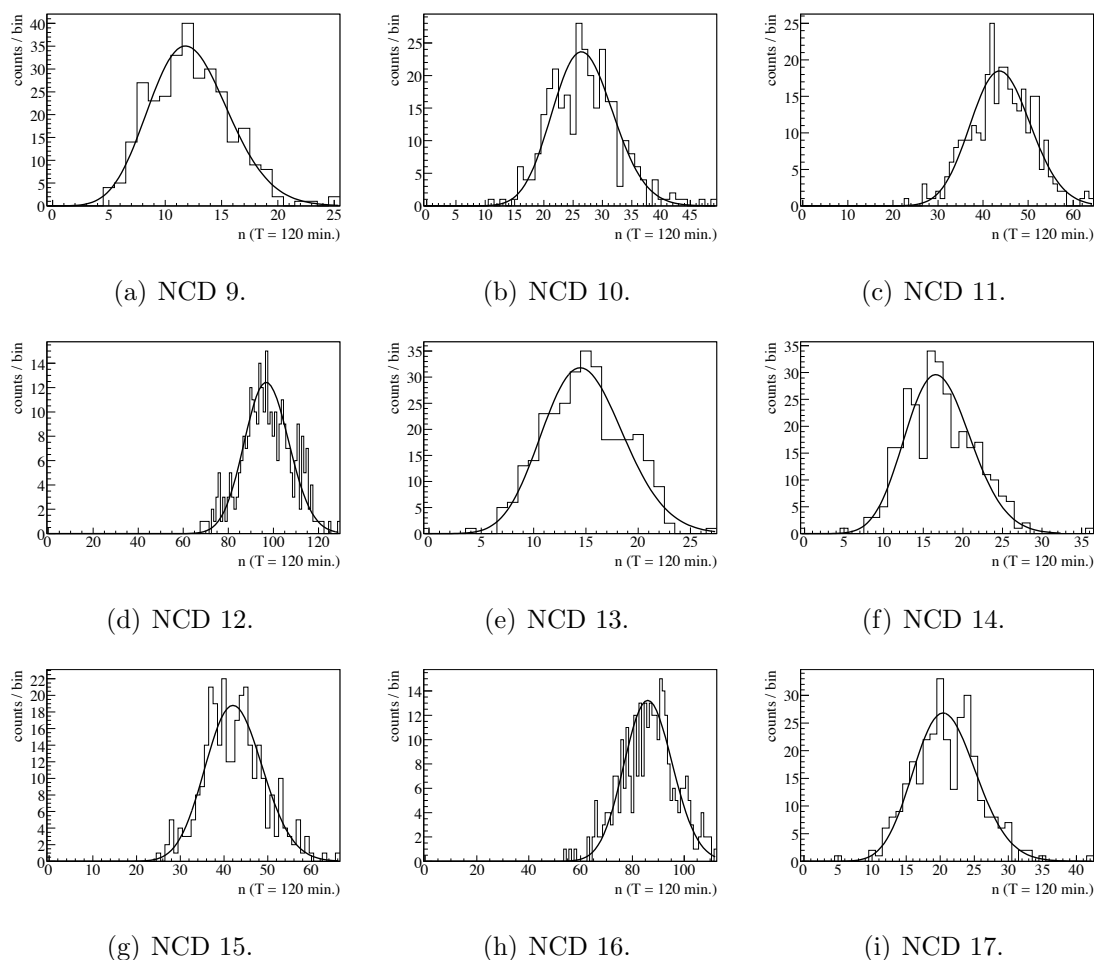 counts / bin
40
35
30
25
20
15
10
5
0
0 5 10 15 20 25
n (T = 120 min.)
(a) NCD 9.
counts / bin
25
20
15
10
5
0
0 5 10 15 20 25 30 35 40 45
n (T = 120 min.)
(b) NCD 10.
counts / bin
25
20
15
10
5
0
0 10 20 30 40 50 60
n (T = 120 min.)
(c) NCD 11.
counts / bin
14
12
10
8
6
4
2
0
0 20 40 60 80 100 120
n (T = 120 min.)
(d) NCD 12.
counts / bin
35
30
25
20
15
10
5
0
0 5 10 15 20 25
n (T = 120 min.)
(e) NCD 13.
counts / bin
35
30
25
20
15
10
5
0
0 5 10 15 20 25 30 35
n (T = 120 min.)
(f) NCD 14.
counts / bin
22
20
18
16
14
12
10
8
6
4
2
0
0 10 20 30 40 50 60
n (T = 120 min.)
(g) NCD 15.
counts / bin
14
12
10
8
6
4
2
0
0 20 40 60 80 100
n (T = 120 min.)
(h) NCD 16.
counts / bin
30
25
20
15
10
5
0
0 5 10 15 20 25 30 35 40
n (T = 120 min.)
(i) NCD 17.